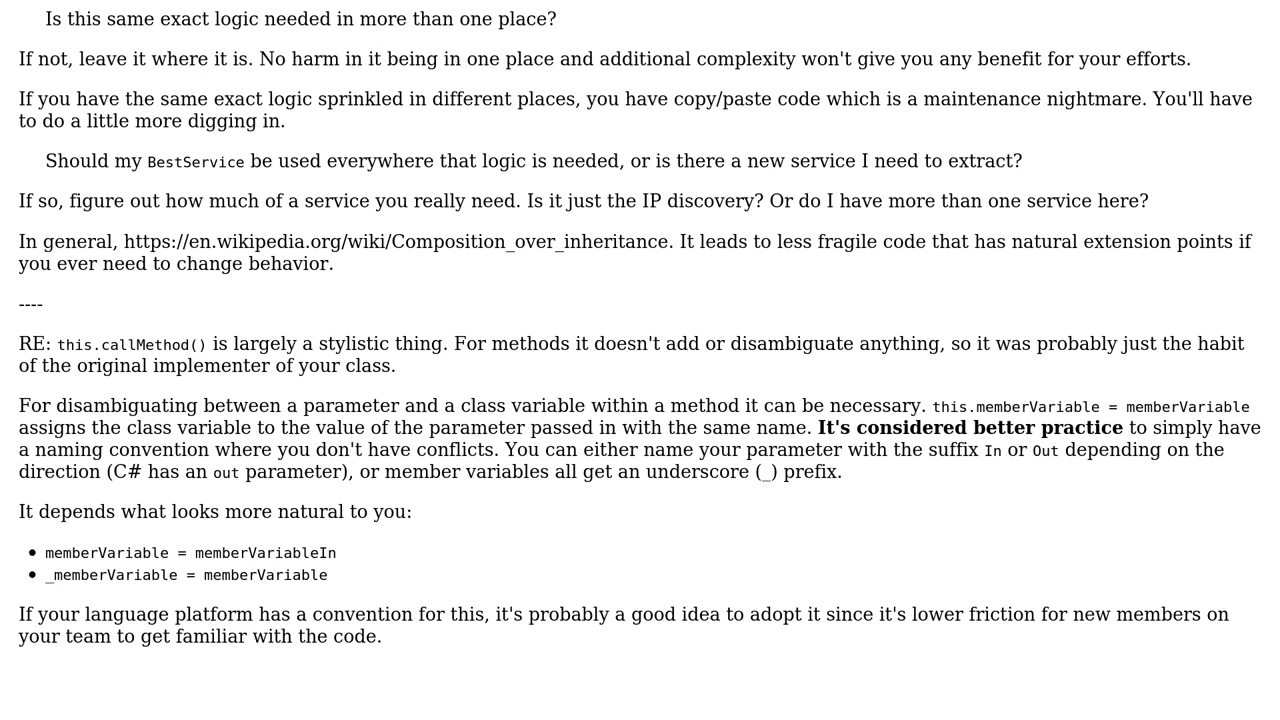 Is this same exact logic needed in more than one place?
If not, leave it where it is. No harm in it being in one place and additional complexity won't give you any benefit for your efforts.
If you have the same exact logic sprinkled in different places, you have copy/paste code which is a maintenance nightmare. You'll have
to do a little more digging in.
Should my BestService be used everywhere that logic is needed, or is there a new service I need to extract?
If so, figure out how much of a service you really need. Is it just the IP discovery? Or do I have more than one service here?
In general, https://en.wikipedia.org/wiki/Composition_over_inheritance. It leads to less fragile code that has natural extension points if
you ever need to change behavior.
----
RE: this.callMethod() is largely a stylistic thing. For methods it doesn't add or disambiguate anything, so it was probably just the habit
of the original implementer of your class.
For disambiguating between a parameter and a class variable within a method it can be necessary. this.memberVariable = memberVariable
assigns the class variable to the value of the parameter passed in with the same name. It's considered better practice to simply have
a naming convention where you don't have conflicts. You can either name your parameter with the suffix In or Out depending on the
direction (C# has an out parameter), or member variables all get an underscore (_) prefix.
It depends what looks more natural to you:
• memberVariable = memberVariableIn
• _memberVariable = memberVariable
If your language platform has a convention for this, it's probably a good idea to adopt it since it's lower friction for new members on
your team to get familiar with the code.